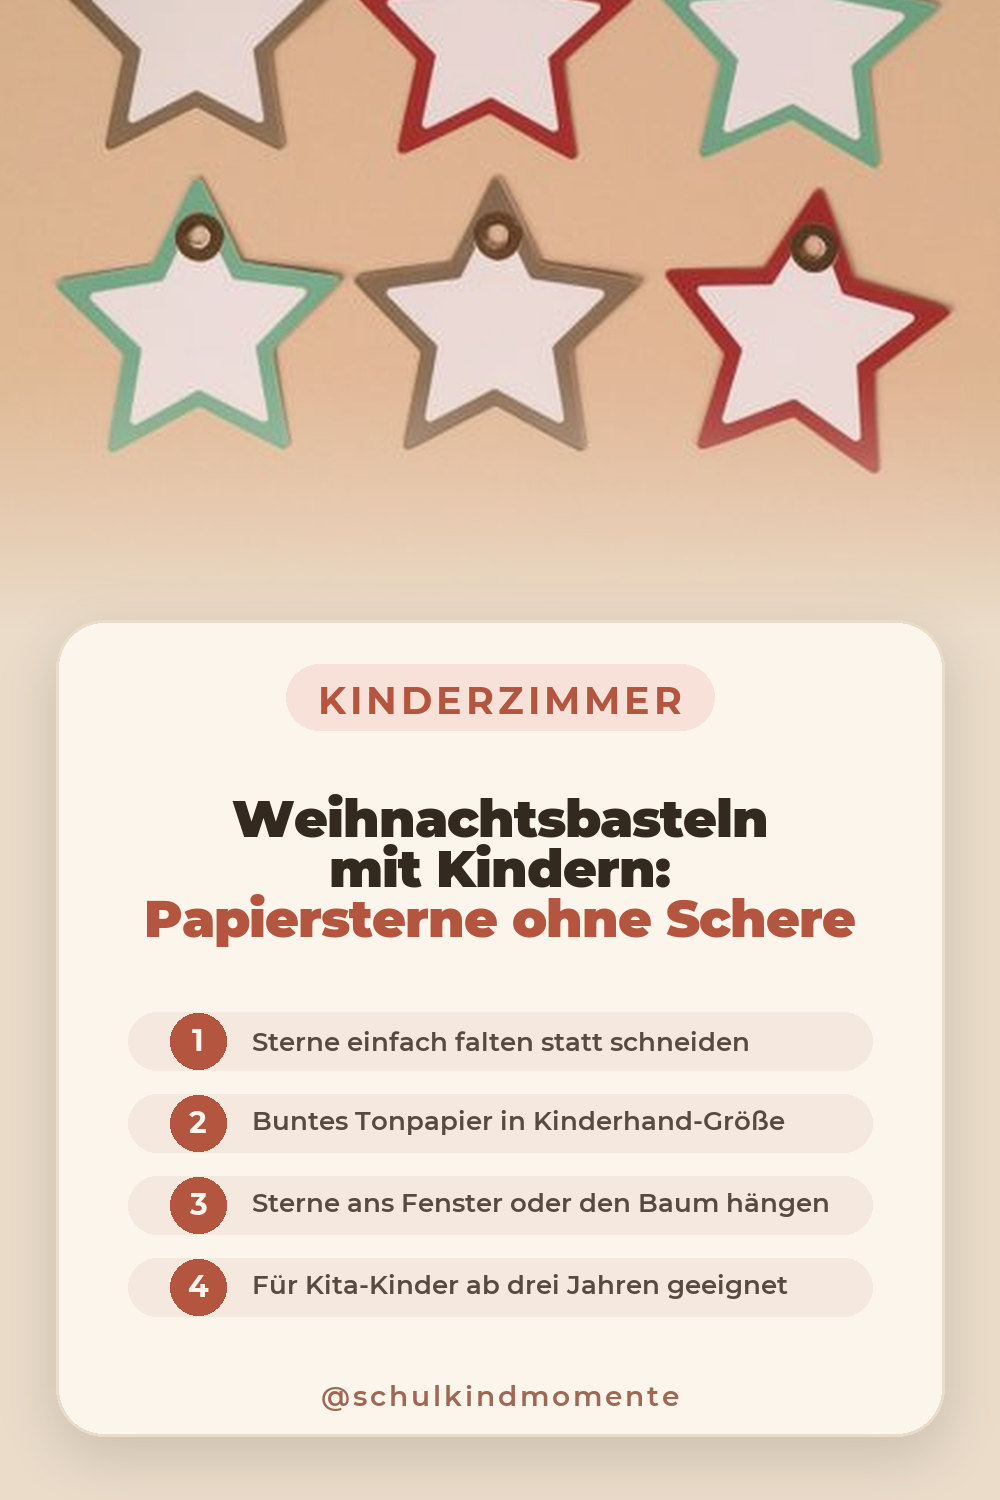 KINDERZIMMER
Weihnachtsbasteln
mit Kindern:
Papiersterne ohne Schere
1 Sterne einfach falten statt schneiden
2 Buntes Tonpapier in Kinderhand-Größe
3 Sterne ans Fenster oder den Baum hängen
4 Für Kita-Kinder ab drei Jahren geeignet
@schulkindmomente